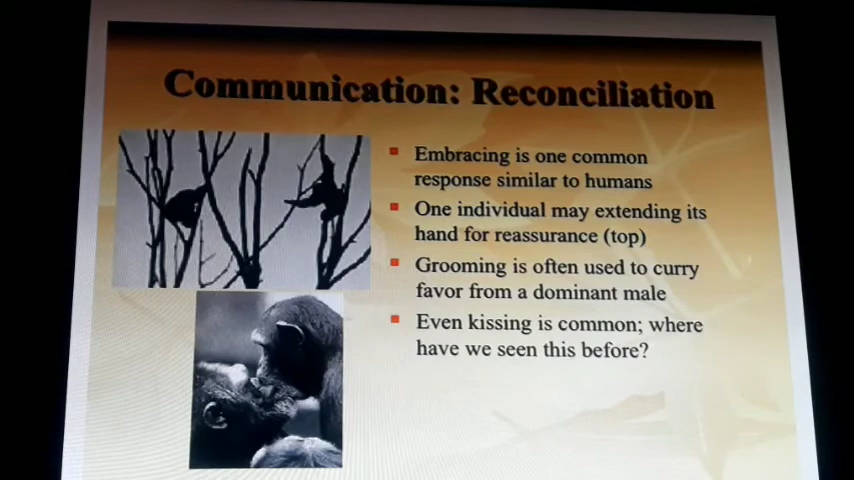 Communication: Reconciliation
Embracing is one common
response similar to humans
One individual may extending its
hand for reassurance (top)
Grooming is often used to curry
favor from a dominant male
Even kissing is common; where
have we seen this before?